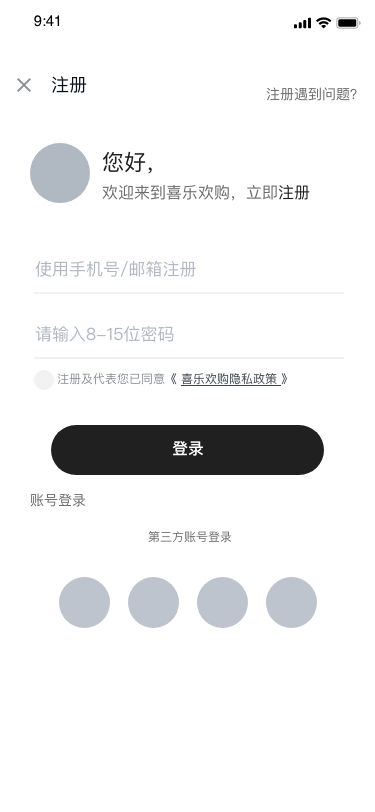 9:41
注册
注册遇到问题?
您好，
欢迎来到喜乐欢购，立即注册
使用手机号/邮箱注册
请输入8-15位密码
注册及代表您已同意《 喜乐欢购隐私政策 》
登录
账号登录
第三方账号登录